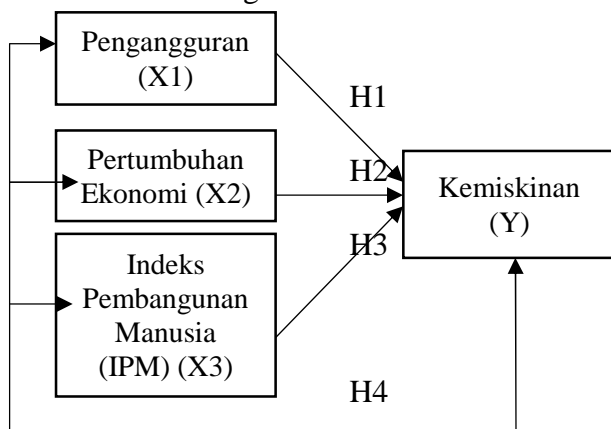 Pengangguran
(X1)
H1
Pertumbuhan
Ekonomi (X2)
H2
Kemiskinan
(Y)
H3
Indeks
Pembangunan
Manusia
(IPM) (X3)
H4